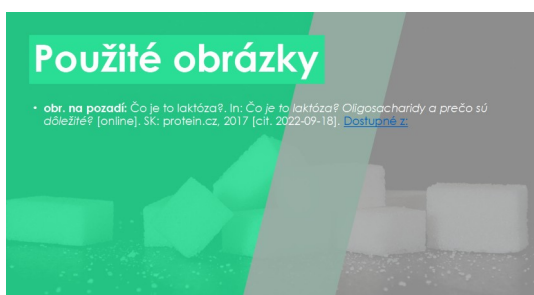 Použité obrázky
• obr. na pozadí: Čo je to laktóza?. In: Čo je to laktóza? Oligosacharidy a prečo sú
dôležité? [online]. SK: protein.cz, 2017 [cit. 2022-09-18]. Dostupné z: